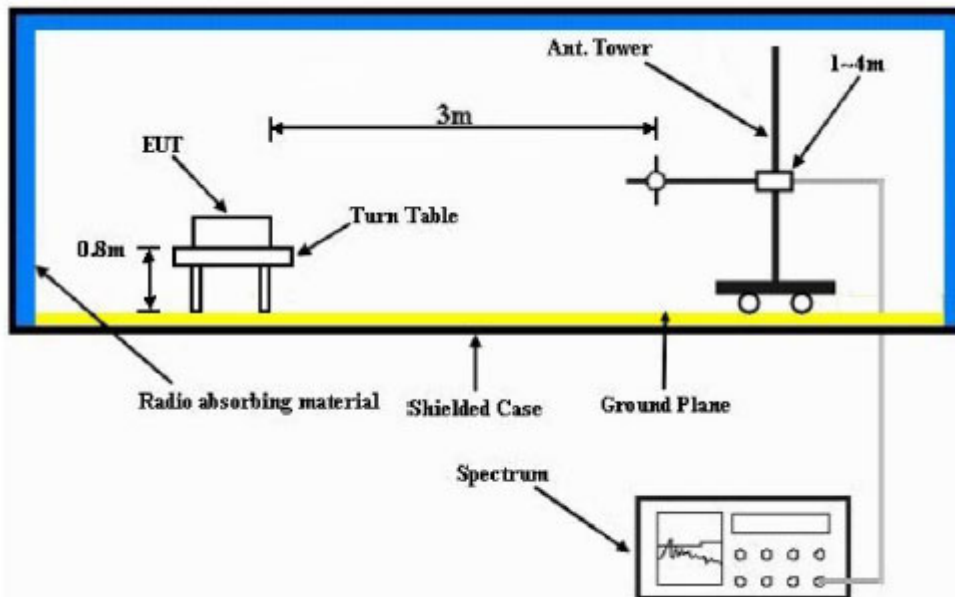 Ant. Tower
1~4m
3m
EUT
Turn Table
0.8m
Radio absorbing material
Shielded Case
Ground Plane
Spectrum